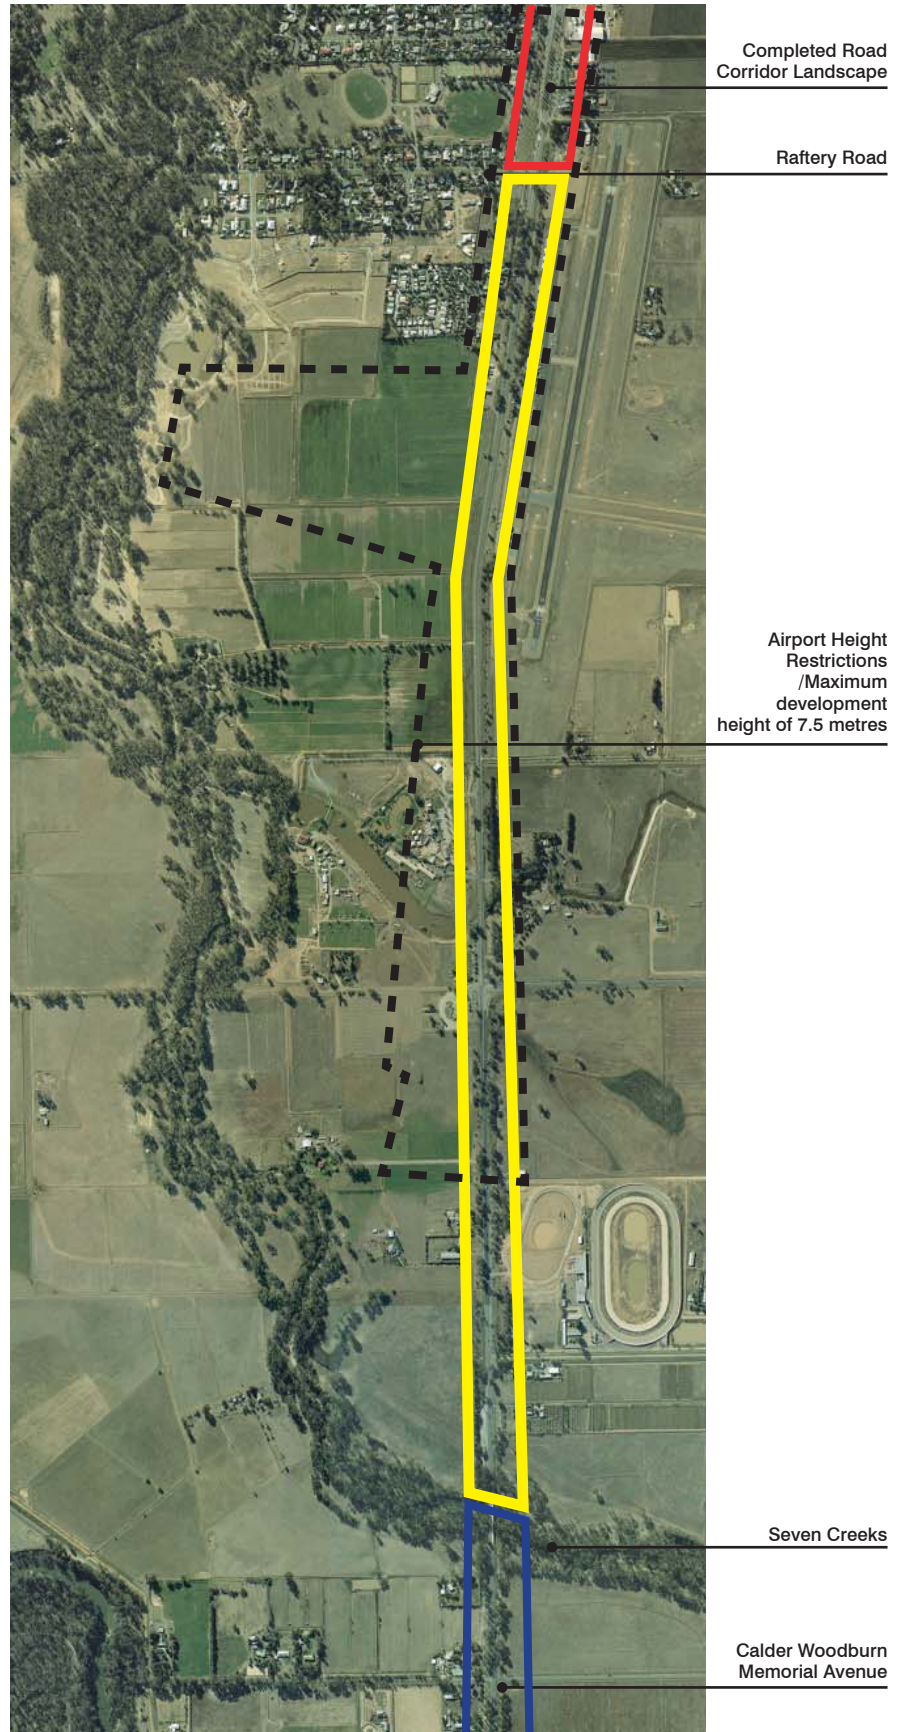 Completed Road
Corridor Landscape
Raftery Road
Airport Height
Restrictions
/Maximum
development
height of 7.5 metres
Seven Creeks
Calder Woodburn
Memorial Avenue